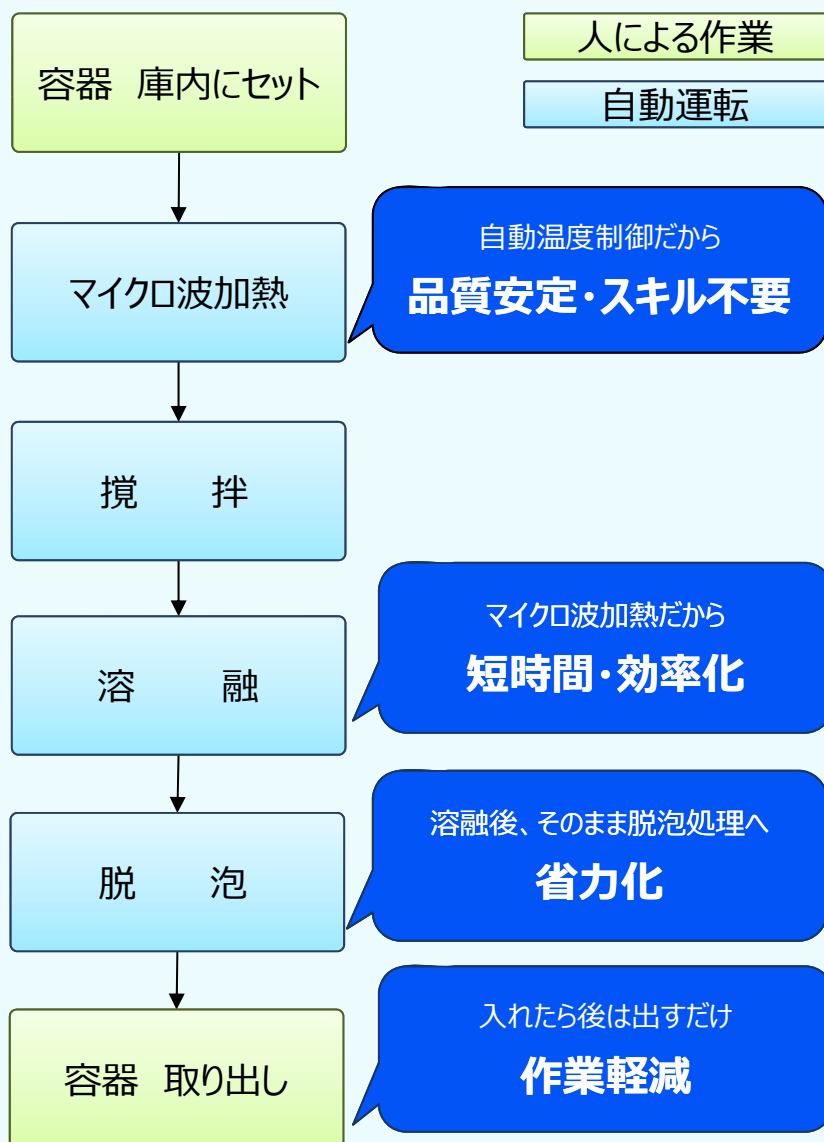 容器　庫内にセット
人による作業
自動運転
マイクロ波加熱
自動温度制御だから
品質安定・スキル不要
撹　　拌
溶　　融
マイクロ波加熱だから
短時間・効率化
脱　　泡
溶融後、そのまま脱泡処理へ
省力化
容器　取り出し
入れたら後は出すだけ
作業軽減